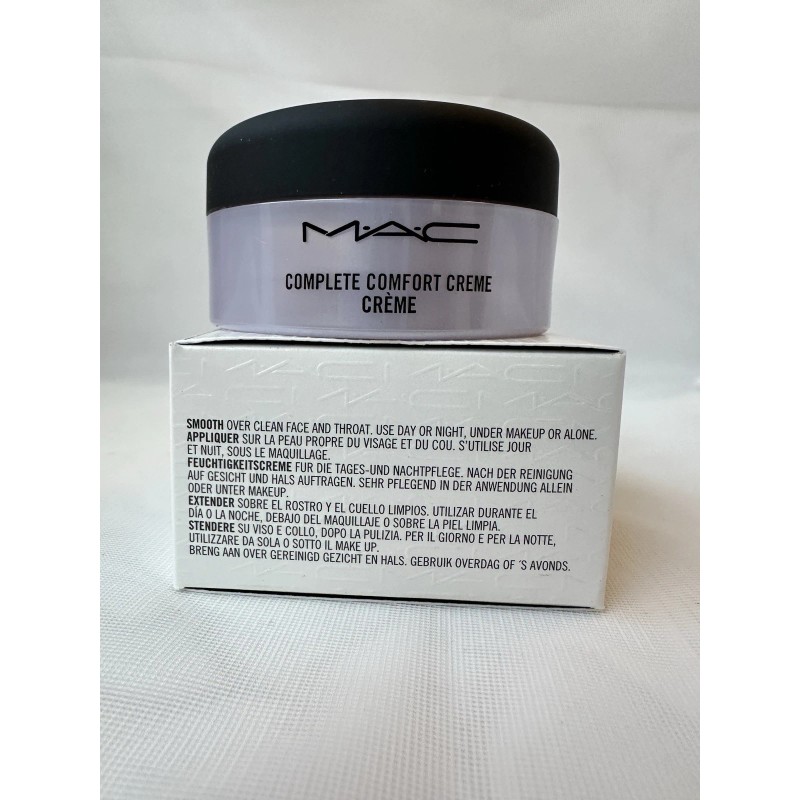 M·A·C
COMPLETE COMFORT CREME
CRÈME
SMOOTH OVER CLEAN FACE AND THROAT. USE DAY OR NIGHT, UNDER MAKEUP OR ALONE.
APPLIQUER SUR LA PEAU PROPRE DU VISAGE ET DU COU. S'UTILISE JOUR
ET NUIT, SOUS LE MAQUILLAGE.
FEUCHTIGKEITSCREME FUR DIE TAGES-UND NACHTPFLEGE. NACH DER REINIGUNG
AUF GESICHT UND HALS AUFTRAGEN. SEHR PFLEGEND IN DER ANWENDUNG ALLEIN
ODER UNTER MAKEUP.
EXTENDER SOBRE EL ROSTRO Y EL CUELLO LIMPIOS. UTILIZAR DURANTE EL
DÍA O LA NOCHE, DEBAJO DEL MAQUILLAJE O SOBRE LA PIEL LIMPIA.
STENDERE SU VISO E COLLO, DOPO LA PULIZIA. PER IL GIORNO E PER LA NOTTE,
UTILIZZARE DA SOLA O SOTTO IL MAKE UP.
BRENG AAN OVER GEREINIGD GEZICHT EN HALS. GEBRUIK OVERDAG OF ´S AVONDS.